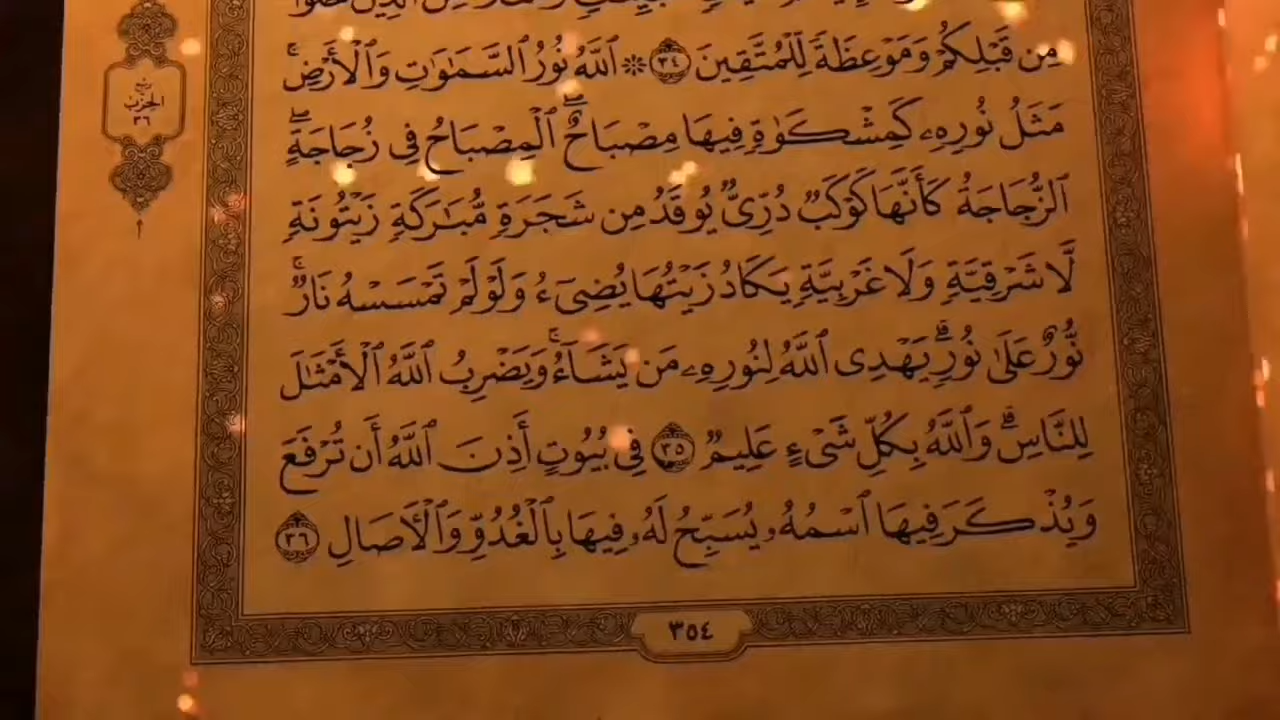 مِن قَبْلِكُمْ وَمَوْعِظَةً لِّلْمُتَّقِينَ ٣٤ ۞ ٱللَّهُ نُورُ ٱلسَّمَٰوَٰتِ وَٱلْأَرْضِۚ
مَثَلُ نُورِهِۦ كَمِشْكَوٰةٍ فِيهَا مِصْبَاحٌۖ ٱلْمِصْبَاحُ فِى زُجَاجَةٍۖ
ٱلزُّجَاجَةُ كَأَنَّهَا كَوْكَبٌ دُرِّىٌّ يُوقَدُ مِن شَجَرَةٍ مُّبَٰرَكَةٍ زَيْتُونَةٍ
لَّا شَرْقِيَّةٍ وَلَا غَرْبِيَّةٍ يَكَادُ زَيْتُهَا يُضِىٓءُ وَلَوْ لَمْ تَمْسَسْهُ نَارٌۚ
نُّورٌ عَلَىٰ نُورٍۗ يَهْدِى ٱللَّهُ لِنُورِهِۦ مَن يَشَآءُۚ وَيَضْرِبُ ٱللَّهُ ٱلْأَمْثَٰلَ
لِلنَّاسِۗ وَٱللَّهُ بِكُلِّ شَىْءٍ عَلِيمٌ ٣٥ فِى بُيُوتٍ أَذِنَ ٱللَّهُ أَن تُرْفَعَ
وَيُذْكَرَ فِيهَا ٱسْمُهُۥ يُسَبِّحُ لَهُۥ فِيهَا بِٱلْغُدُوِّ وَٱلْءَاصَالِ ٣٦
٣٥٤
ربع
الحزب
٣٦